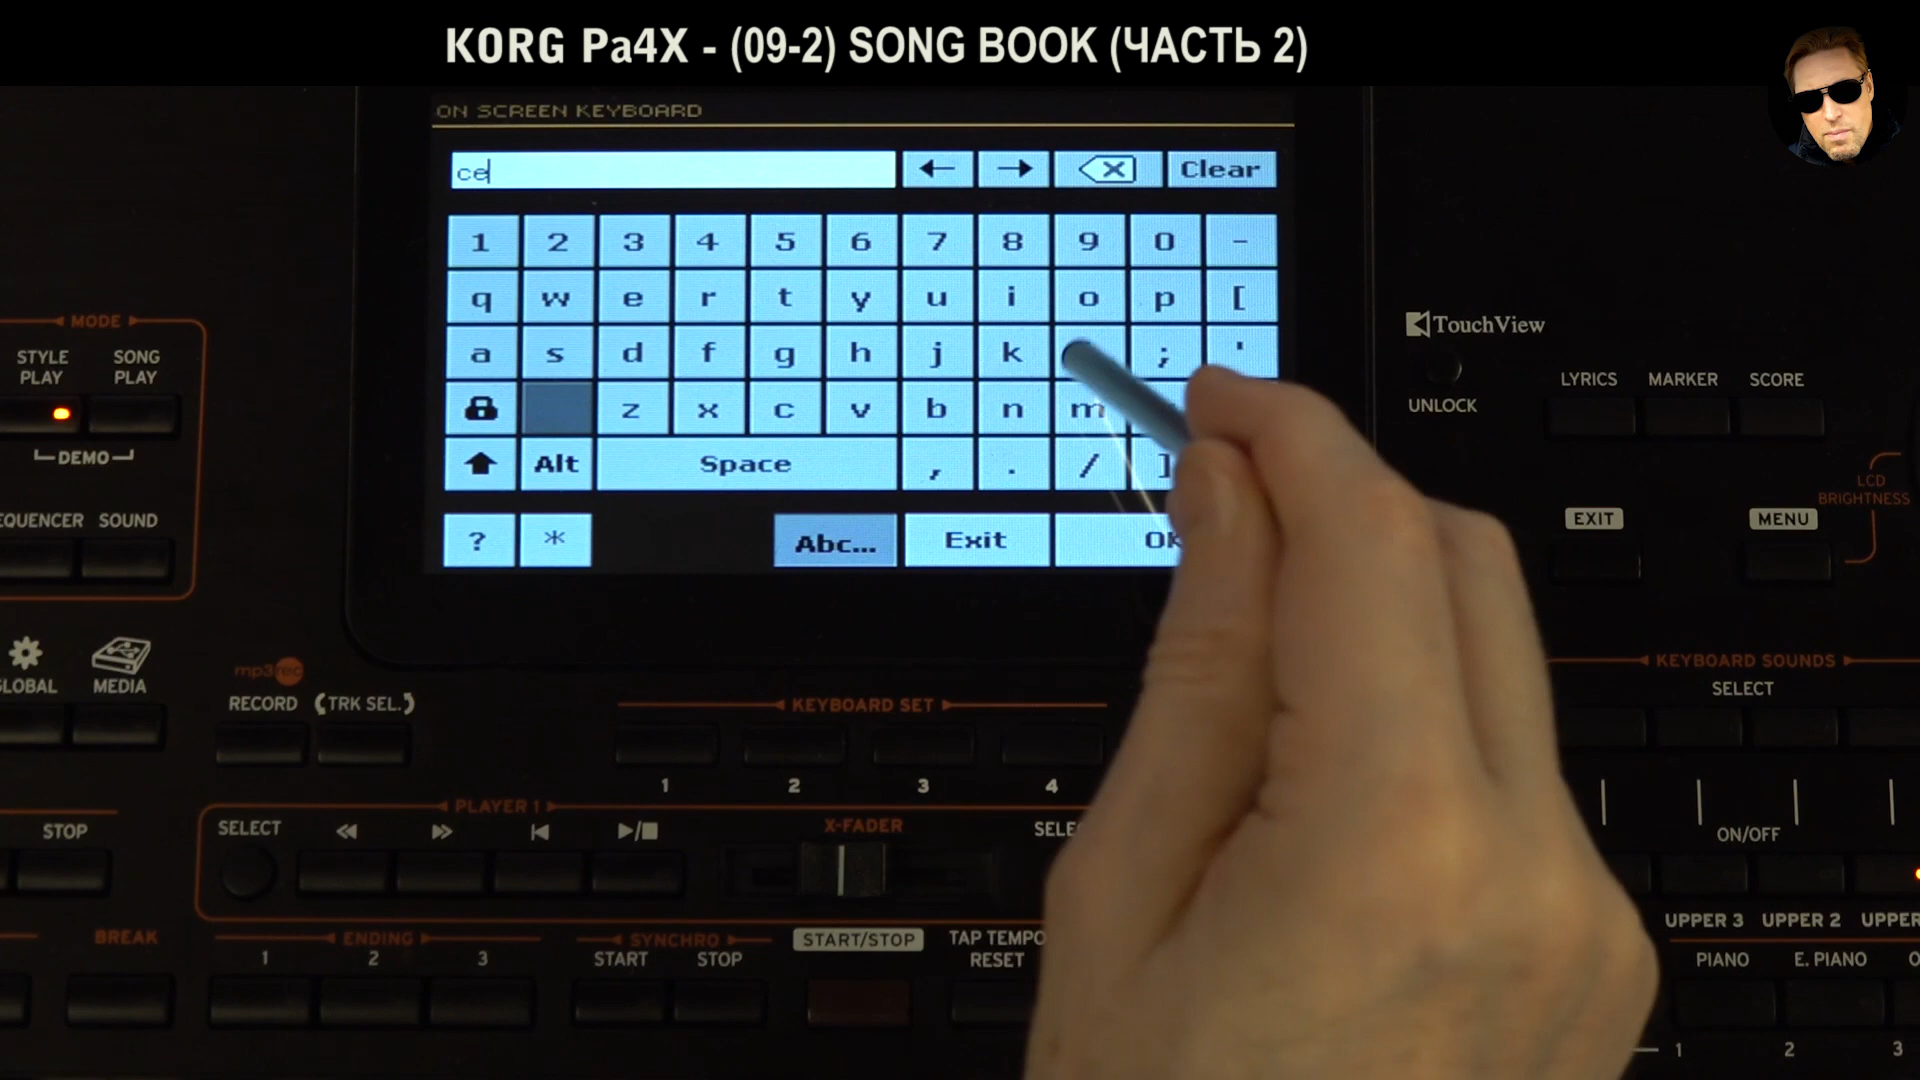 KORG Pa4X - (09-2) SONG BOOK (ЧАСТЬ 2)
ON SCREEN KEYBOARD
ce
Clear
1 2 3 4 5 6 7 8 9 0 -
q w e r t y u i o p [
a s d f g h j k ; '
z x c v b n m
Alt Space , . / ]
? * Abc... Exit
MODE
STYLE PLAY
SONG PLAY
DEMO
SOUND
MEDIA
mp3rec
RECORD
TRK SEL.
KEYBOARD SET
1 2 3 4
PLAYER 1
STOP
SELECT
X-FADER
BREAK
ENDING
1 2 3
SYNCHRO
START STOP
START/STOP
TAP TEMPO
RESET
TouchView
UNLOCK
LYRICS MARKER SCORE
LCD
BRIGHTNESS
EXIT
MENU
KEYBOARD SOUNDS
SELECT
ON/OFF
UPPER 3 UPPER 2 UPPER
PIANO E. PIANO
1 2 3